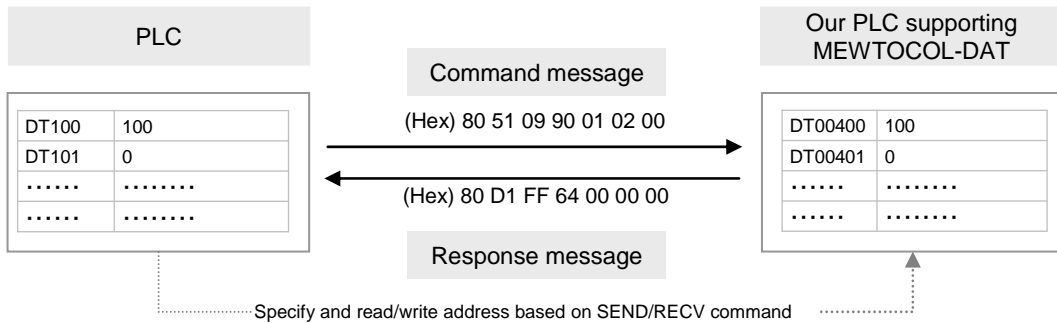 PLC
Our PLC supporting
MEWTOCOL-DAT
Command message
(Hex) 80 51 09 90 01 02 00
DT100 100
DT101 0
...... ........
...... ........
DT00400 100
DT00401 0
...... ........
...... ........
(Hex) 80 D1 FF 64 00 00 00
Response message
Specify and read/write address based on SEND/RECV command